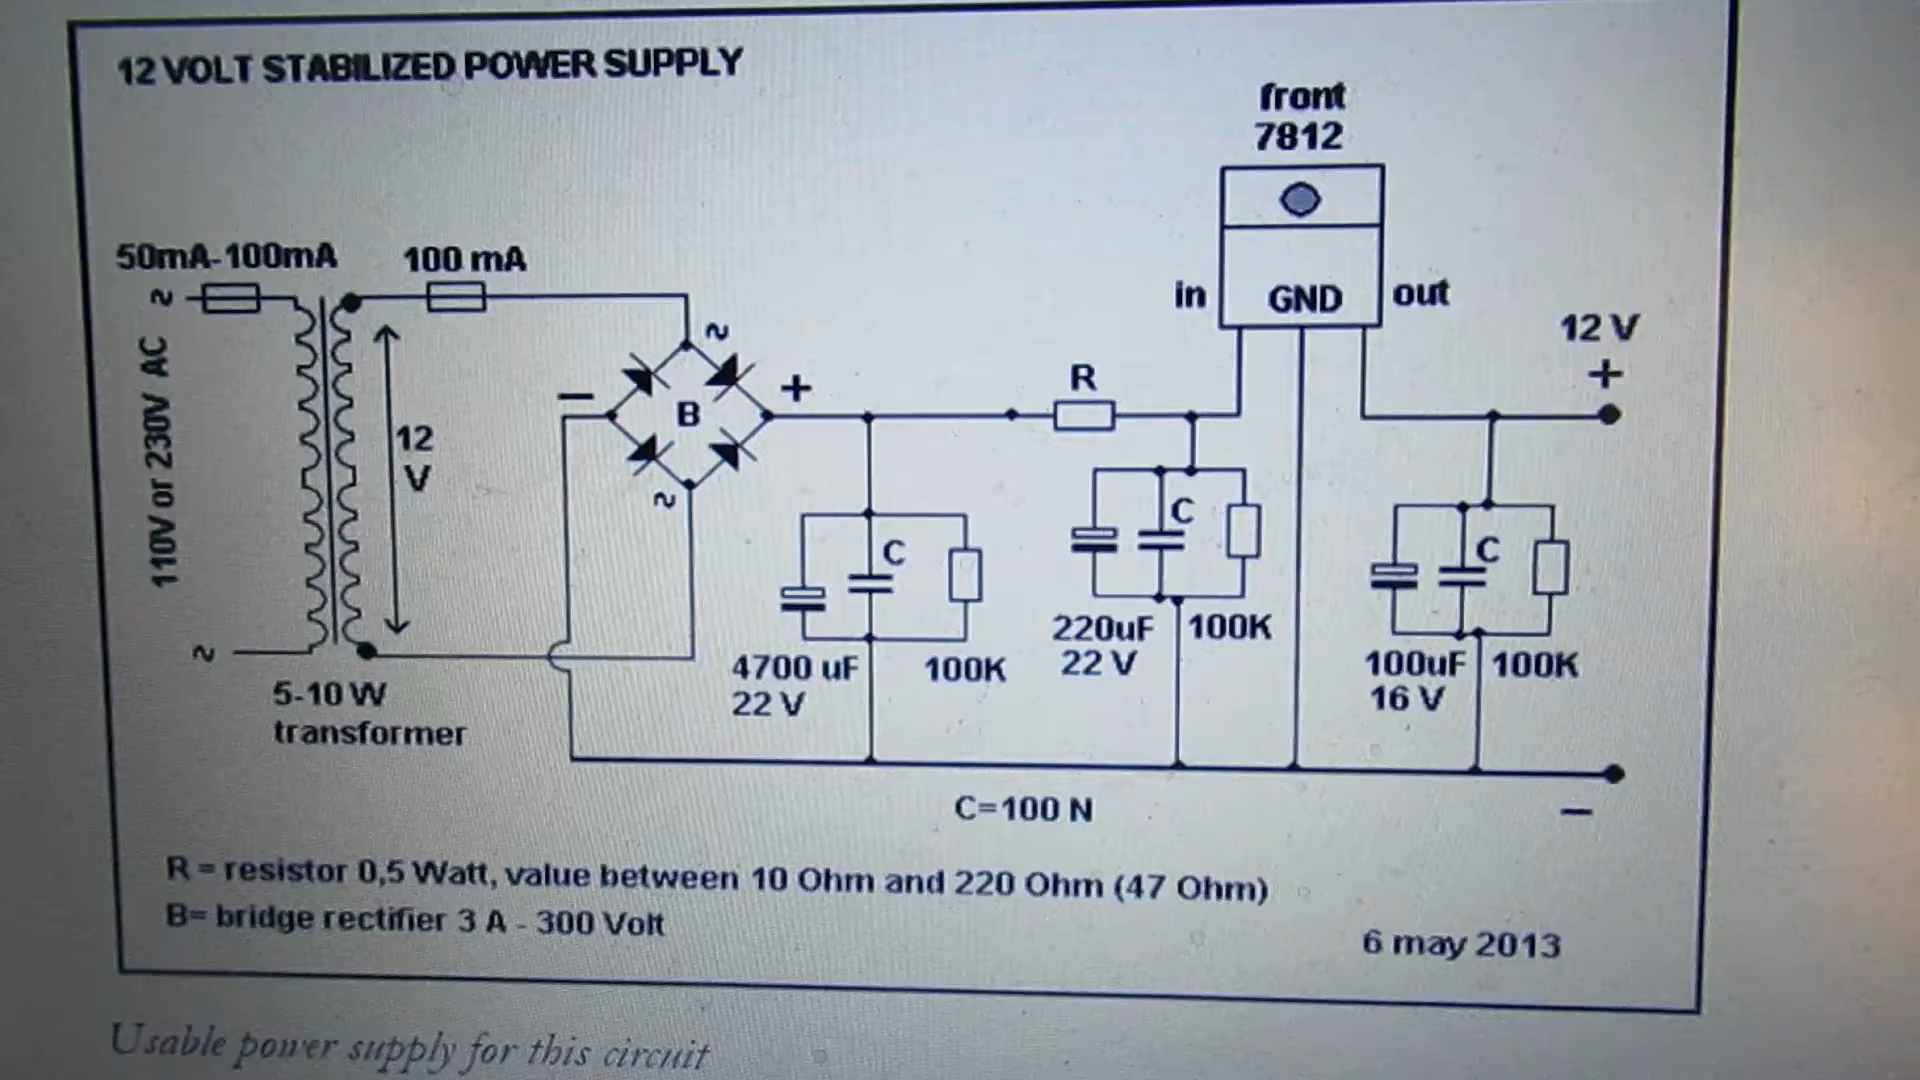 12 VOLT STABILIZED POWER SUPPLY
front
7812
50mA-100mA
100 mA
in
GND
out
12 V
+
110V or 230V AC
12
V
B
+
R
C
C
C
4700 uF
22 V
100K
220uF
22 V
100K
100uF
16 V
100K
5-10 W
transformer
C=100 N
R = resistor 0,5 Watt, value between 10 Ohm and 220 Ohm (47 Ohm)
B= bridge rectifier 3 A - 300 Volt
6 may 2013
Usable power supply for this circuit